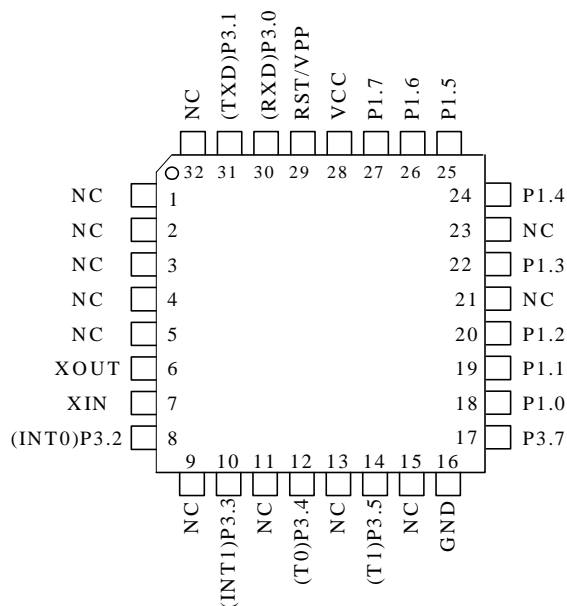 NC
(TXD)P3.1
(RXD)P3.0
RST/VPP
VCC
P1.7
P1.6
P1.5
32 31 30 29 28 27 26 25
NC 1 24 P1.4
NC 2 23 NC
NC 3 22 P1.3
NC 4 21 NC
NC 5 20 P1.2
XOUT 6 19 P1.1
XIN 7 18 P1.0
(INT0)P3.2 8 17 P3.7
9 10 11 12 13 14 15 16
NC
(INT1)P3.3
NC
(T0)P3.4
NC
(T1)P3.5
NC
GND